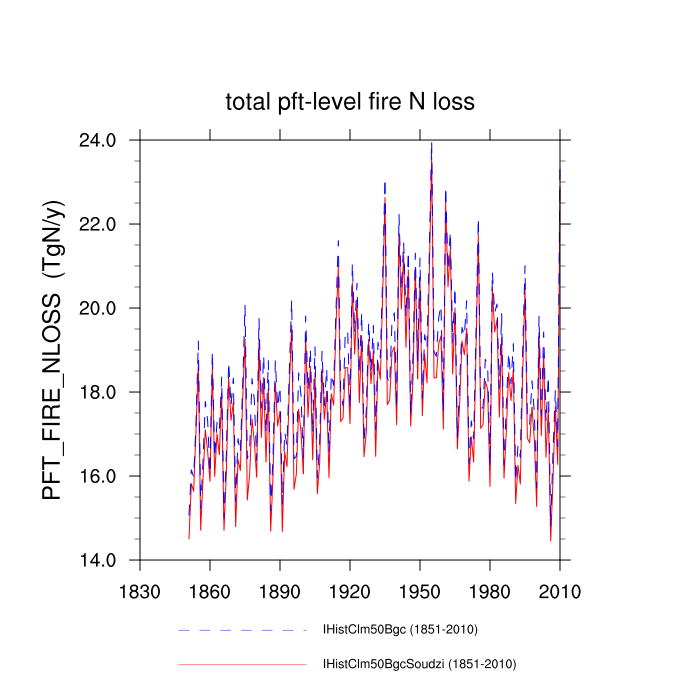 total pft-level fire N loss
PFT_FIRE_NLOSS (TgN/y)
24.0
22.0
20.0
18.0
16.0
14.0
1830 1860 1890 1920 1950 1980 2010
IHistClm50Bgc (1851-2010)
IHistClm50BgcSoudzi (1851-2010)